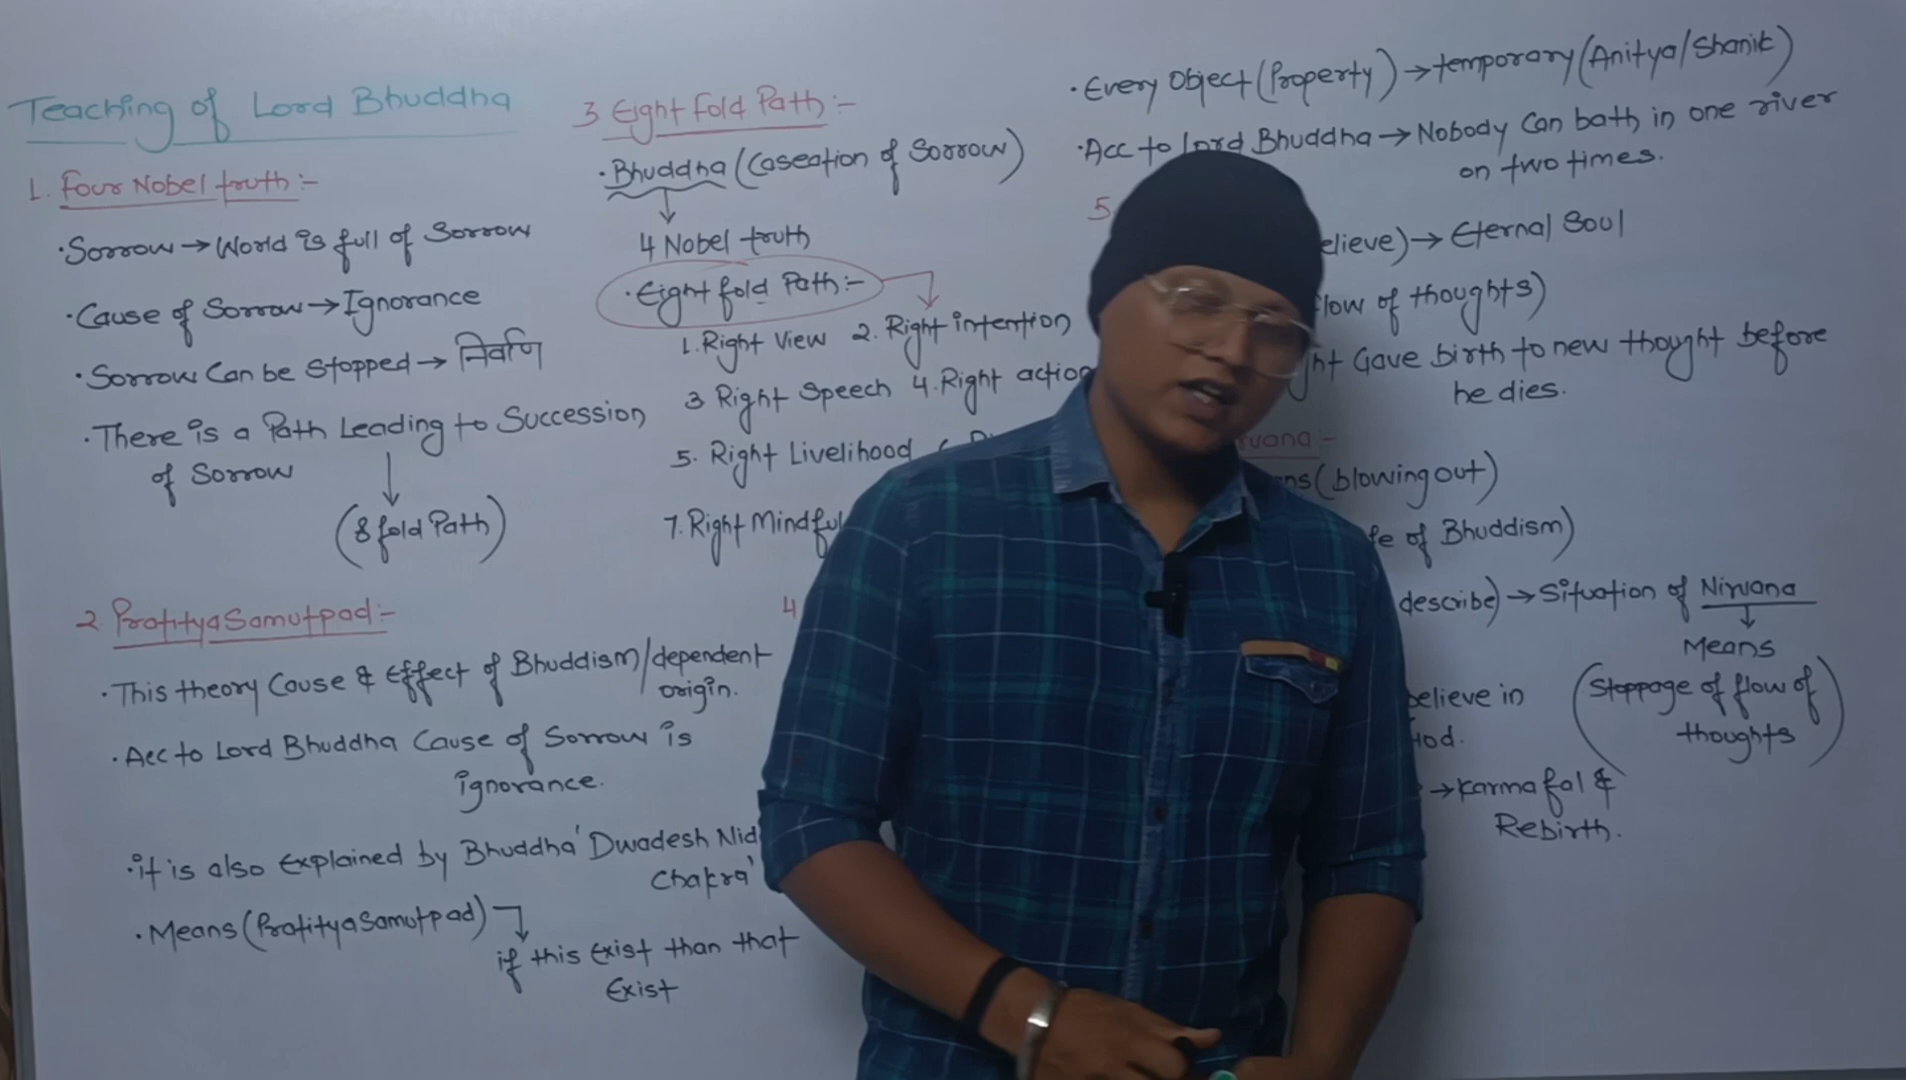 Teaching of Lord Bhuddha
1. Four Nobel truth :-
·Sorrow → World is full of Sorrow
·Cause of Sorrow → Ignorance
·Sorrow Can be Stopped → निर्वाण
·There is a Path Leading to Succession
of Sorrow
(8 fold Path)
2. PratityaSamutpad:-
·This theory Cause & Effect of Bhuddism/dependent
origin.
·Acc to Lord Bhuddha Cause of Sorrow is
ignorance.
·it is also Explained by Bhuddha 'Dwadesh Nid
Chakra'
·Means (PratityaSamutpad)
if this Exist than that
Exist
3 Eight Fold Path :-
·Bhuddha (Caseation of Sorrow)
4 Nobel truth
·Eight fold Path :-
1. Right View 2. Right intention
3 Right Speech 4. Right action
5. Right Livelihood
7. Right Mindful
4
·Every Object (Property) → temporary (Anitya/Shanik)
·Acc to lord Bhuddha → Nobody Can bath in one river
on two times.
5.
elieve) → Eternal Soul
low of thoughts)
ht Gave birth to new thought before
he dies.
vana :-
ns (blowing out)
fe of Bhuddism)
describe) → Situation of Nirvana
Means
(Stoppage of flow of
thoughts)
believe in
God.
→ Karma fal &
Rebirth.